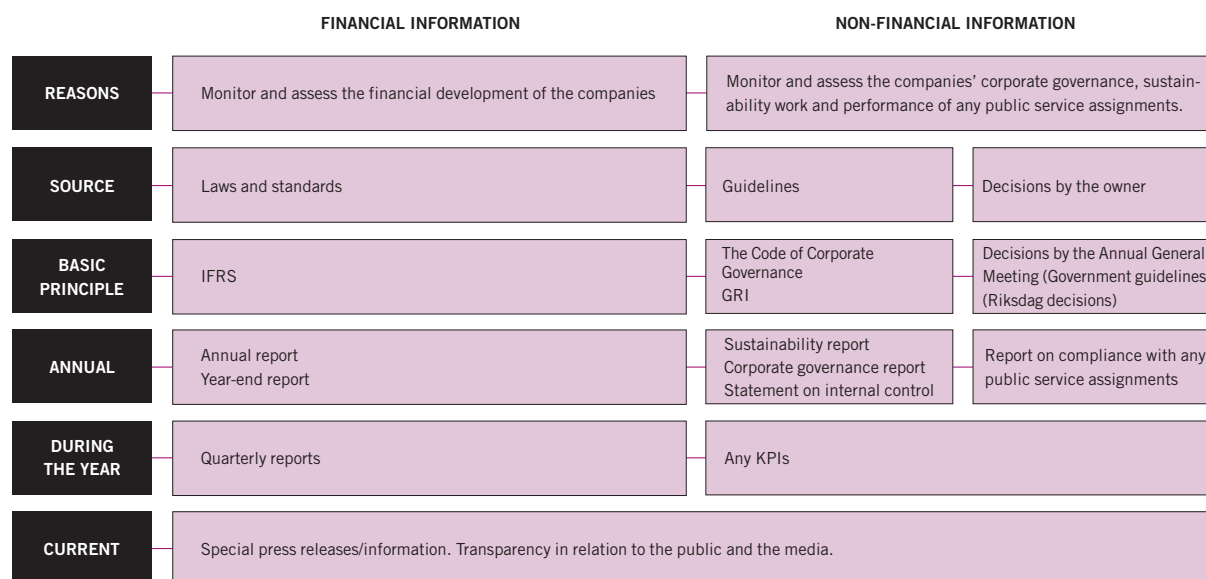 FINANCIAL INFORMATION
NON-FINANCIAL INFORMATION
REASONS
Monitor and assess the financial development of the companies
Monitor and assess the companies’ corporate governance, sustain-
ability work and performance of any public service assignments.
SOURCE
Laws and standards
Guidelines
Decisions by the owner
BASIC
PRINCIPLE
IFRS
The Code of Corporate
Governance
GRI
Decisions by the Annual General
Meeting (Government guidelines
(Riksdag decisions)
ANNUAL
Annual report
Year-end report
Sustainability report
Corporate governance report
Statement on internal control
Report on compliance with any
public service assignments
DURING
THE YEAR
Quarterly reports
Any KPIs
CURRENT
Special press releases/information. Transparency in relation to the public and the media.